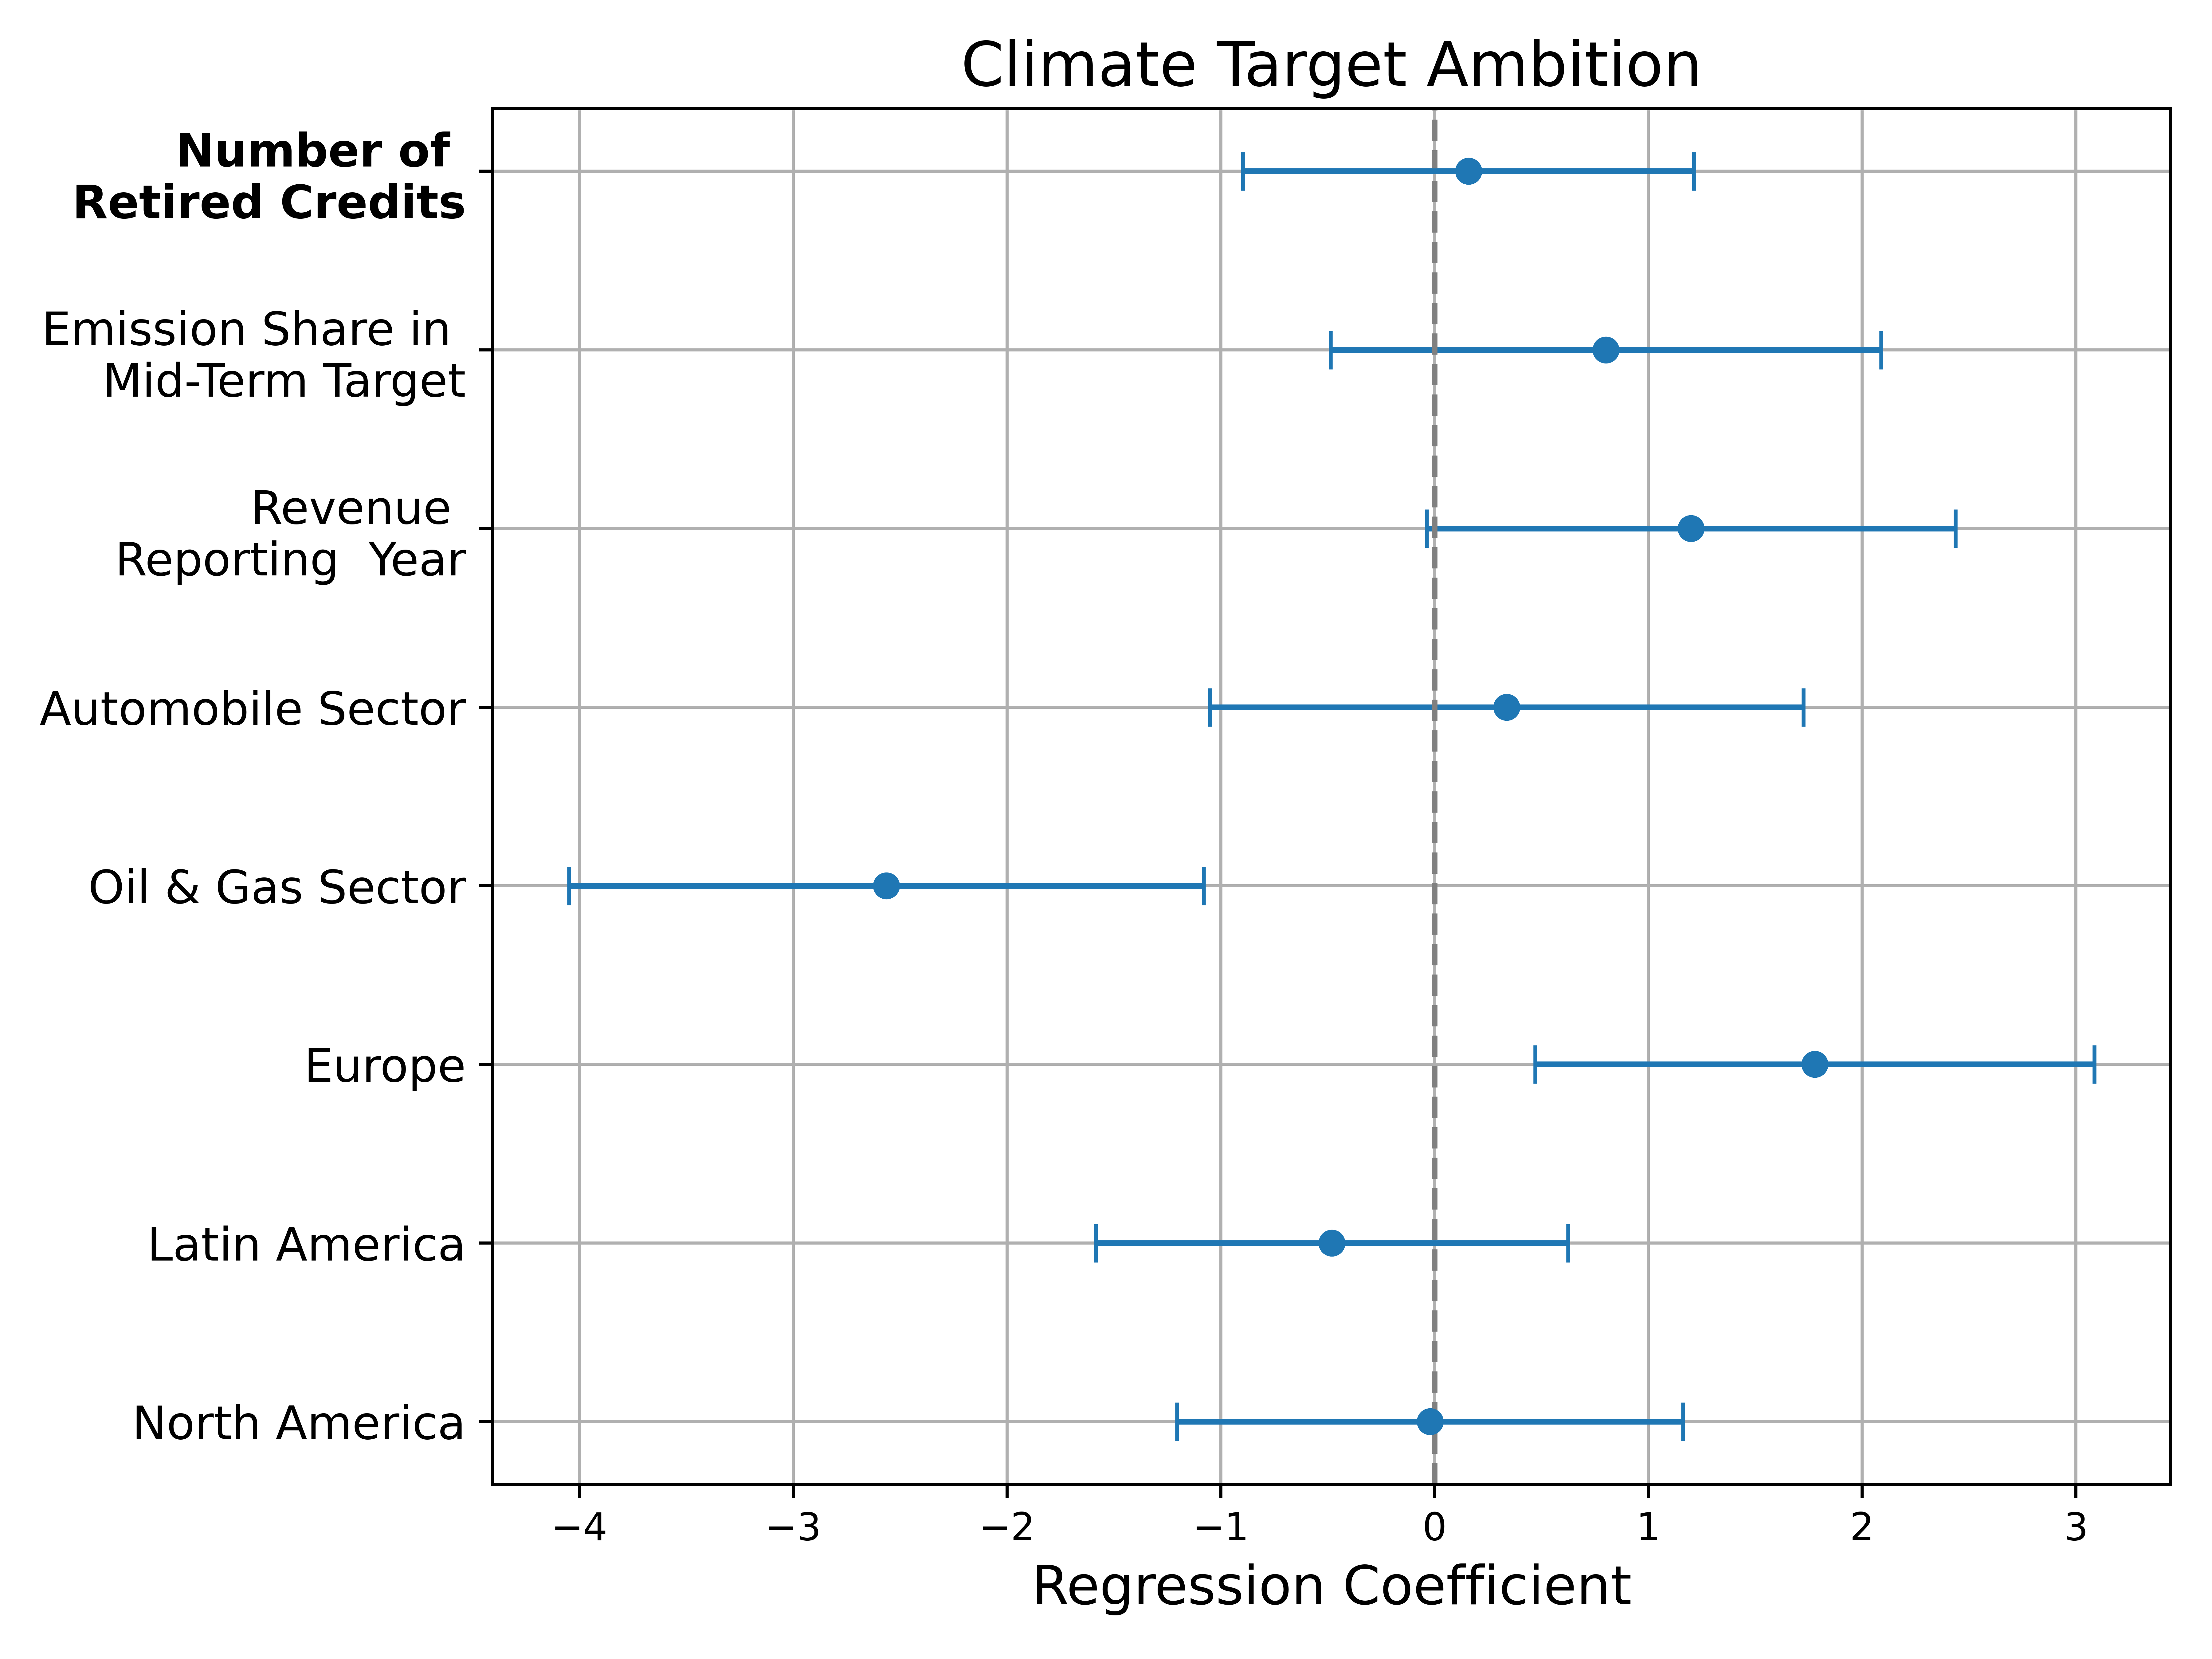 Climate Target Ambition
Number of
Retired Credits
Emission Share in
Mid-Term Target
Revenue
Reporting  Year
Automobile Sector
Oil & Gas Sector
Europe
Latin America
North America
−4 −3 −2 −1 0 1 2 3
Regression Coefficient